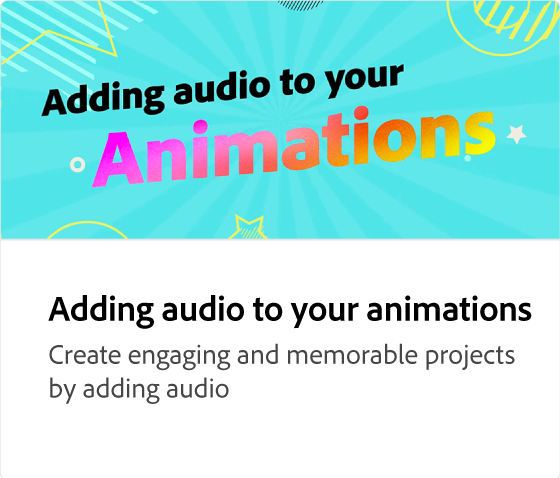 Adding audio to your
Animations
Adding audio to your animations
Create engaging and memorable projects
by adding audio